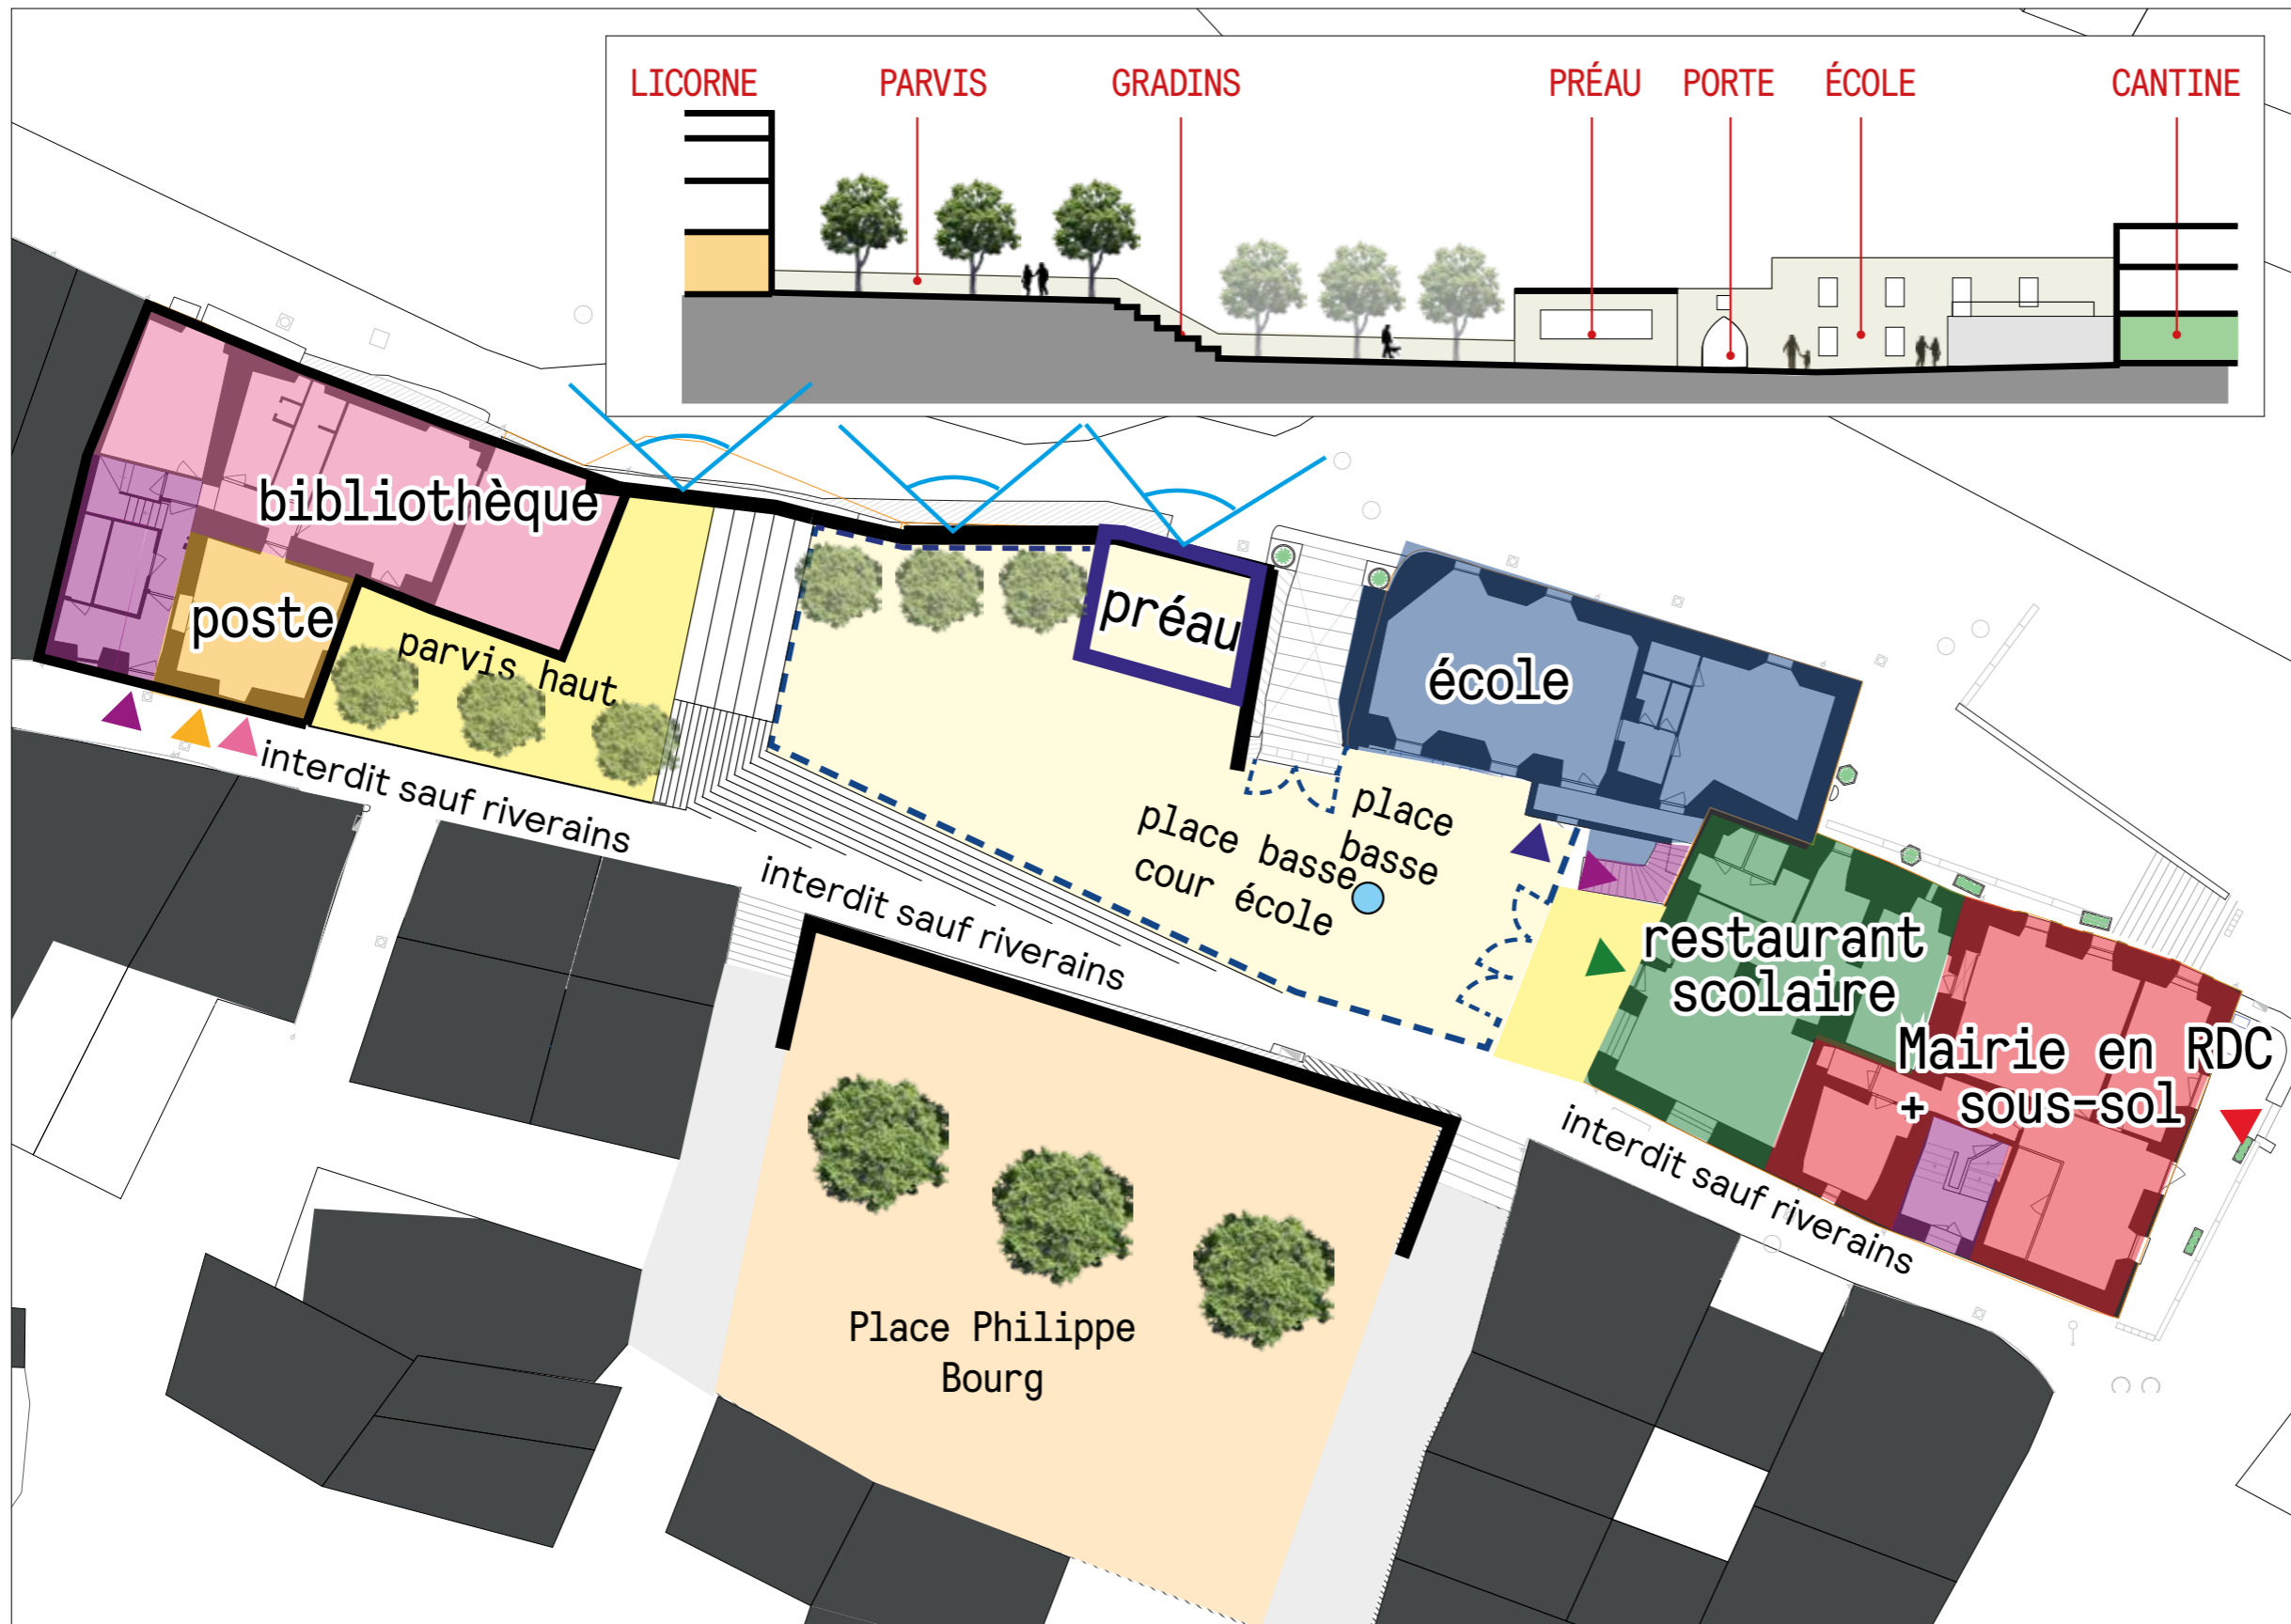 LICORNE PARVIS GRADINS PRÉAU PORTE ÉCOLE CANTINE
bibliothèque
poste
parvis haut
préau
école
interdit sauf riverains
place
basse
place basse
cour école
interdit sauf riverains
restaurant
scolaire
Mairie en RDC
+ sous-sol
interdit sauf riverains
Place Philippe
Bourg